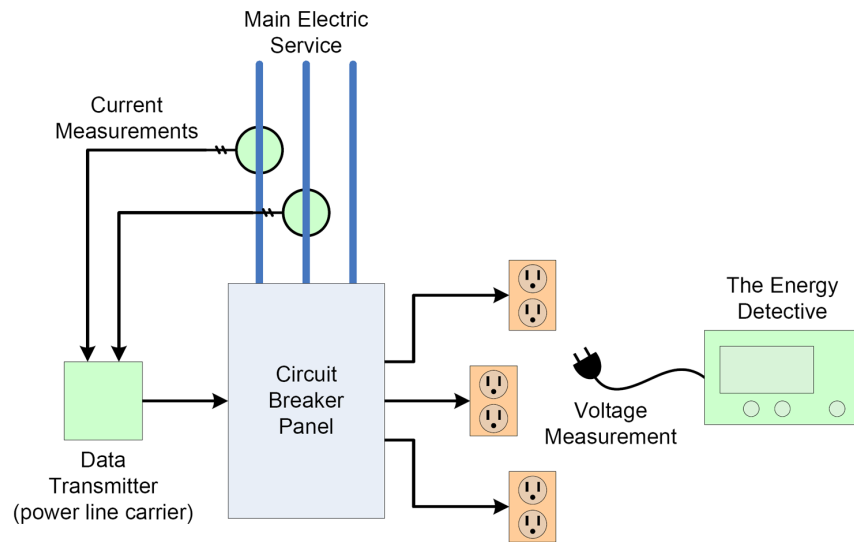 Main Electric
Service
Current
Measurements
The Energy
Detective
Circuit
Breaker
Panel
Voltage
Measurement
Data
Transmitter
(power line carrier)